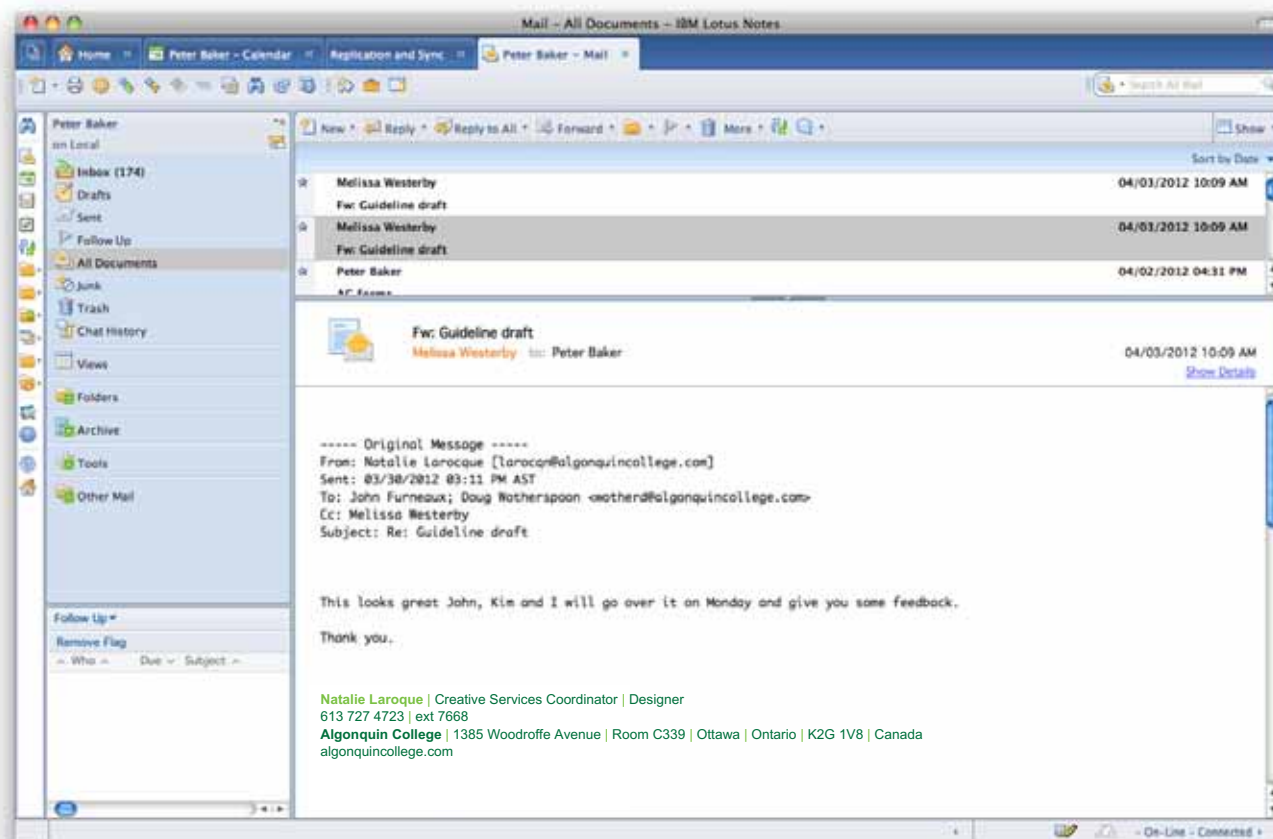 Mail – All Documents – IBM Lotus Notes
Home
Peter Baker – Calendar
Replication and Sync
Peter Baker – Mail
Search All Mail
Peter Baker
on Local
Inbox (174)
Drafts
Sent
Follow Up
All Documents
Junk
Trash
Chat History
Views
Folders
Archive
Tools
Other Mail
Follow Up
Remove Flag
Who Due Subject
New Reply Reply to All Forward More Show
Sort by Date
Melissa Westerby 04/03/2012 10:09 AM
Fw: Guideline draft
Melissa Westerby 04/03/2012 10:09 AM
Fw: Guideline draft
Peter Baker 04/02/2012 04:31 PM
AC Forms
Fw: Guideline draft
Melissa Westerby to: Peter Baker 04/03/2012 10:09 AM
Show Details
----- Original Message -----
From: Natalie Larocque [larocqn@algonquincollege.com]
Sent: 03/30/2012 03:11 PM AST
To: John Furneaux; Doug Wotherspoon <wotherd@algonquincollege.com>
Cc: Melissa Westerby
Subject: Re: Guideline draft
This looks great John, Kim and I will go over it on Monday and give you some feedback.
Thank you.
Natalie Laroque | Creative Services Coordinator | Designer
613 727 4723 | ext 7668
Algonquin College | 1385 Woodroffe Avenue | Room C339 | Ottawa | Ontario | K2G 1V8 | Canada
algonquincollege.com
- On-Line - Connected